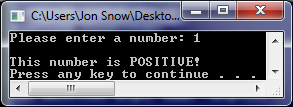 C:\Users\Jon Snow\Deskto...
Please enter a number: 1
This number is POSITIVE!
Press any key to continue . . .